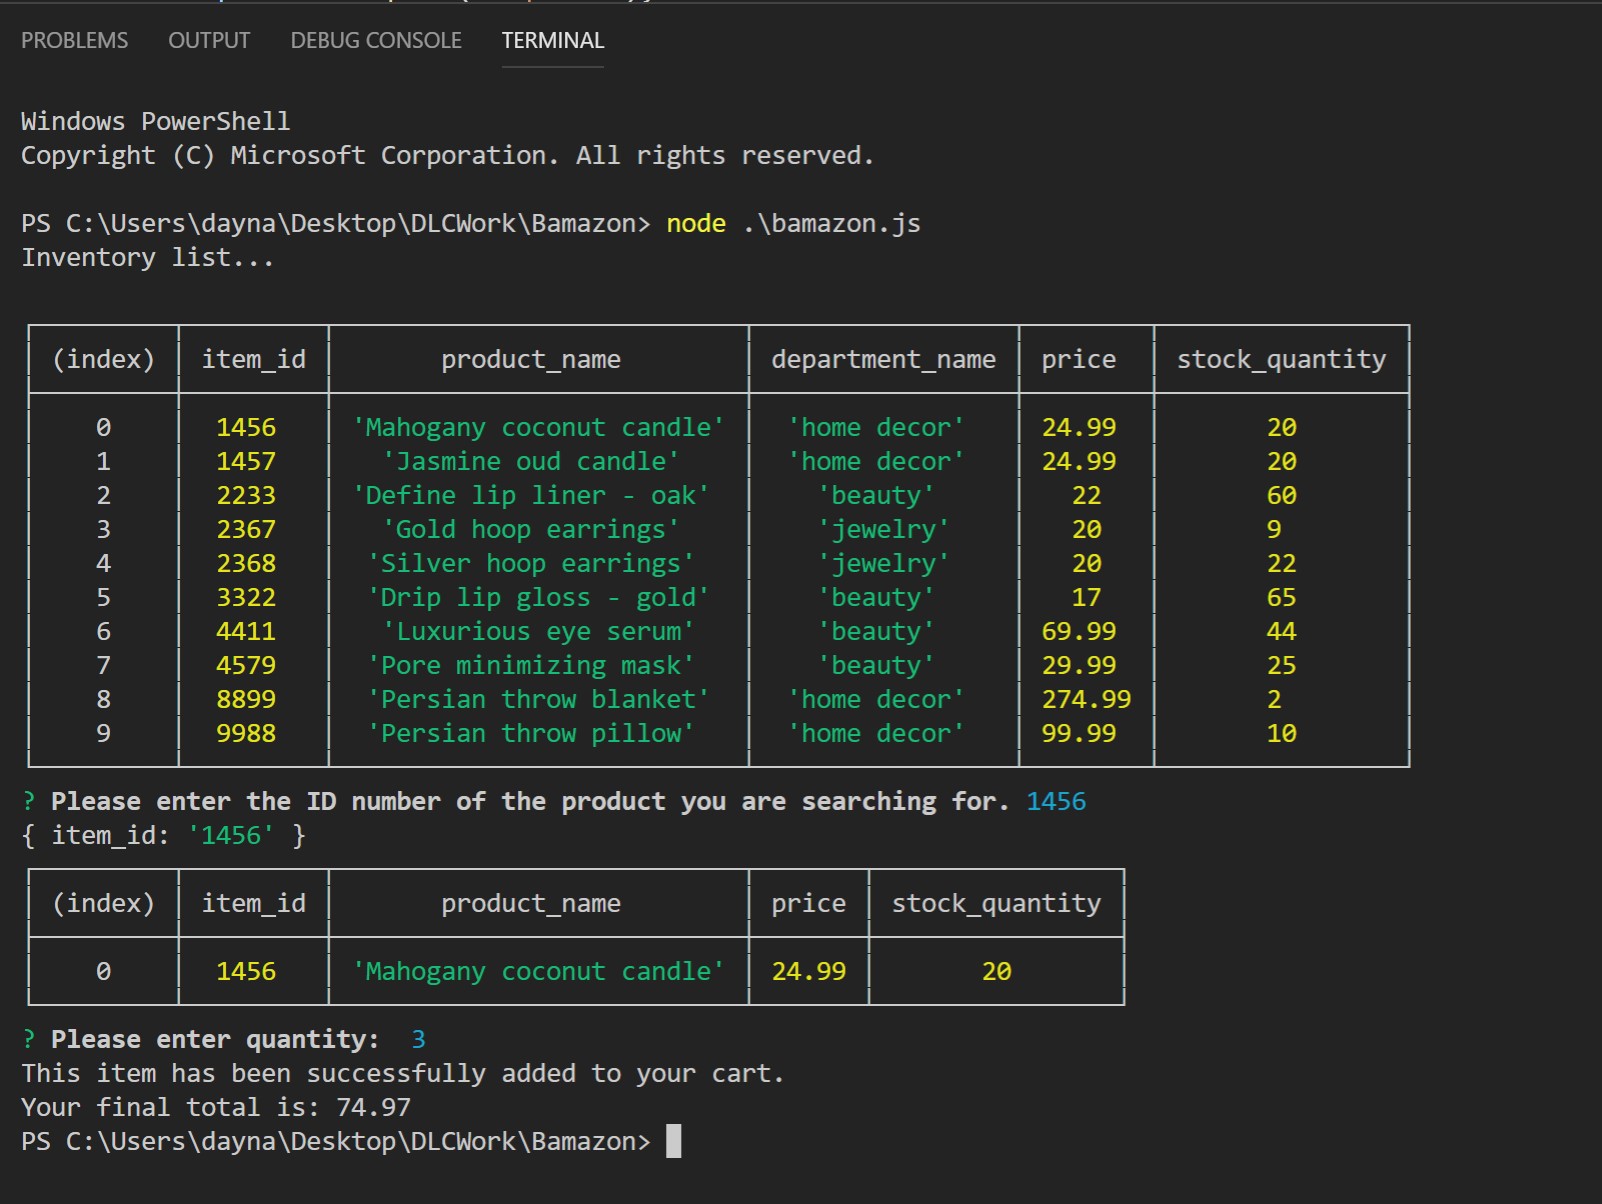 PROBLEMS OUTPUT DEBUG CONSOLE TERMINAL
Windows PowerShell
Copyright (C) Microsoft Corporation. All rights reserved.
PS C:\Users\dayna\Desktop\DLCWork\Bamazon> node .\bamazon.js
Inventory list...
(index) item_id product_name department_name price stock_quantity
0 1456 'Mahogany coconut candle' 'home decor' 24.99 20
1 1457 'Jasmine oud candle' 'home decor' 24.99 20
2 2233 'Define lip liner - oak' 'beauty' 22 60
3 2367 'Gold hoop earrings' 'jewelry' 20 9
4 2368 'Silver hoop earrings' 'jewelry' 20 22
5 3322 'Drip lip gloss - gold' 'beauty' 17 65
6 4411 'Luxurious eye serum' 'beauty' 69.99 44
7 4579 'Pore minimizing mask' 'beauty' 29.99 25
8 8899 'Persian throw blanket' 'home decor' 274.99 2
9 9988 'Persian throw pillow' 'home decor' 99.99 10
? Please enter the ID number of the product you are searching for. 1456
{ item_id: '1456' }
(index) item_id product_name price stock_quantity
0 1456 'Mahogany coconut candle' 24.99 20
? Please enter quantity: 3
This item has been successfully added to your cart.
Your final total is: 74.97
PS C:\Users\dayna\Desktop\DLCWork\Bamazon>